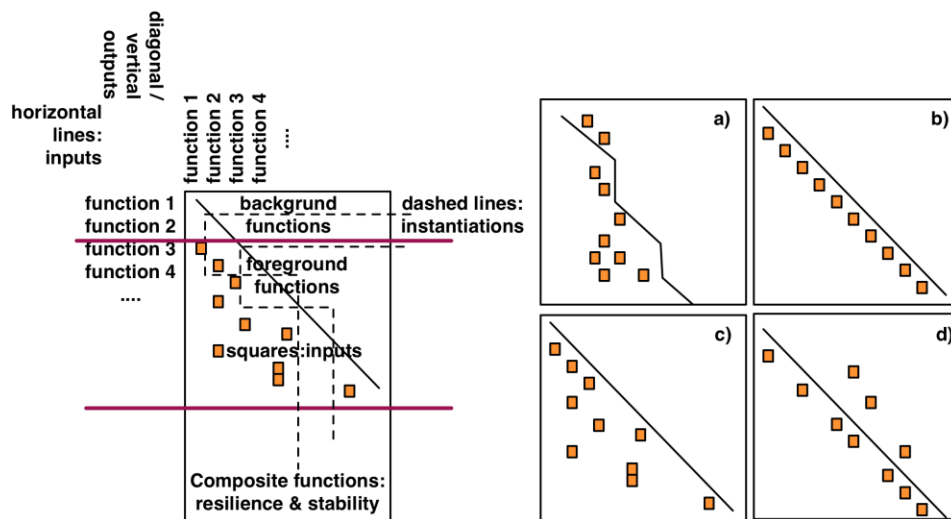 diagonal /
vertical
outputs
horizontal
lines:
inputs
function 1
function 2
function 3
function 4
....
function 1
function 2
function 3
function 4
....
backgrund
functions
dashed lines:
instantiations
foreground
functions
squares:inputs
Composite functions:
resilience & stability
a)
b)
c)
d)